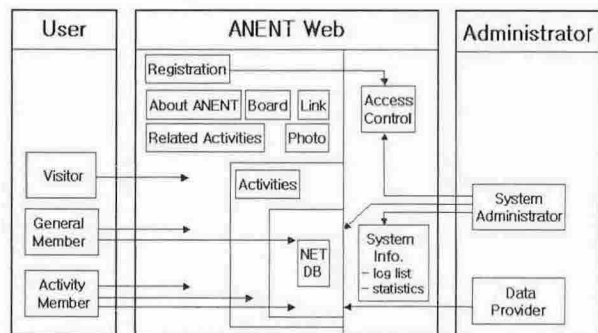 User
ANENT Web
Administrator
Registration
About ANENT
Board
Link
Related Activities
Photo
Access
Control
Visitor
Activities
General
Member
NET
DB
System
Info.
- log list
- statistics
System
Administrator
Activity
Member
Data
Provider